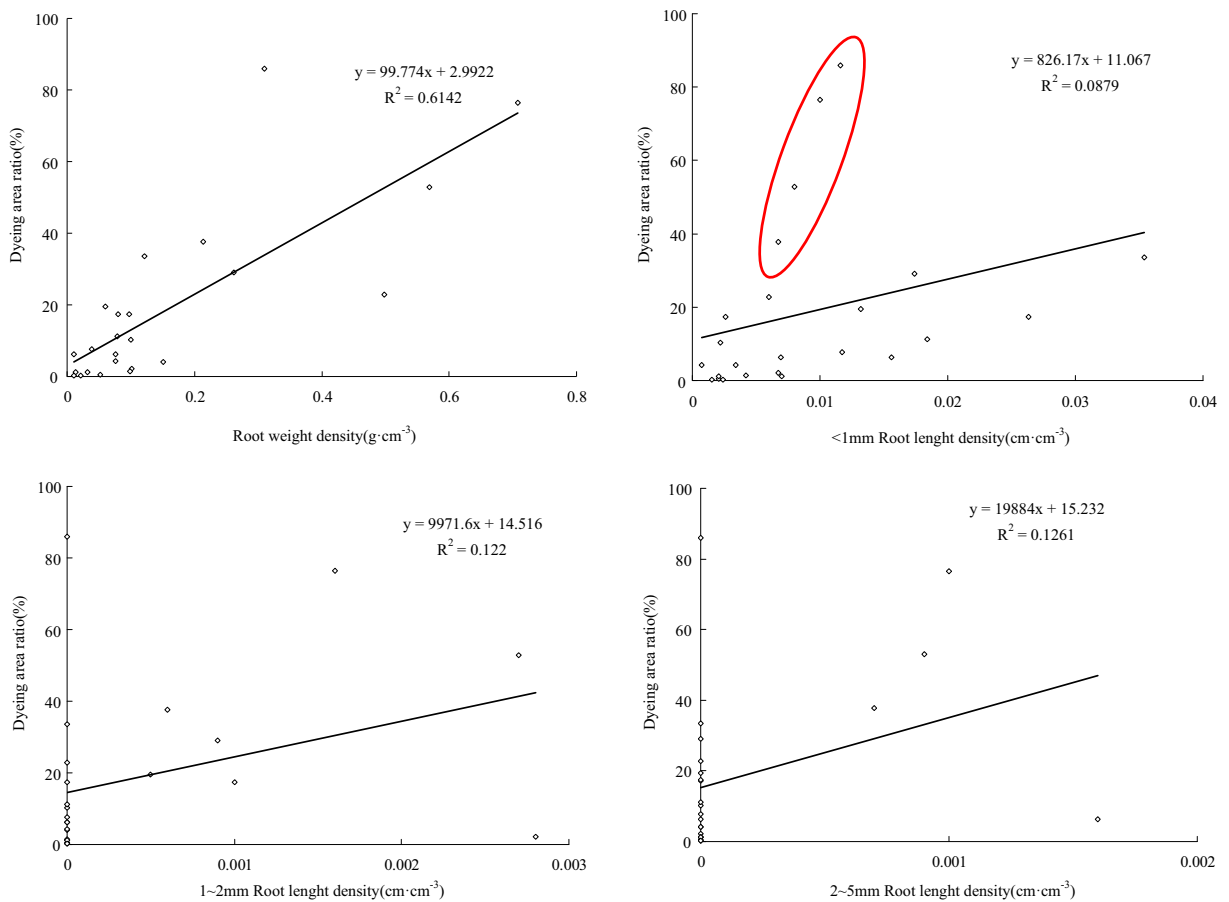 100
80
60
40
20
0
Dyeing area ratio(%)
y = 99.774x + 2.9922
R² = 0.6142
0 0.2 0.4 0.6 0.8
Root weight density(g·cm⁻³)
100
80
60
40
20
0
Dyeing area ratio(%)
y = 826.17x + 11.067
R² = 0.0879
0 0.01 0.02 0.03 0.04
<1mm Root lenght density(cm·cm⁻³)
100
80
60
40
20
0
Dyeing area ratio(%)
y = 9971.6x + 14.516
R² = 0.122
0 0.001 0.002 0.003
1~2mm Root lenght density(cm·cm⁻³)
100
80
60
40
20
0
Dyeing area ratio(%)
y = 19884x + 15.232
R² = 0.1261
0 0.001 0.002
2~5mm Root lenght density(cm·cm⁻³)